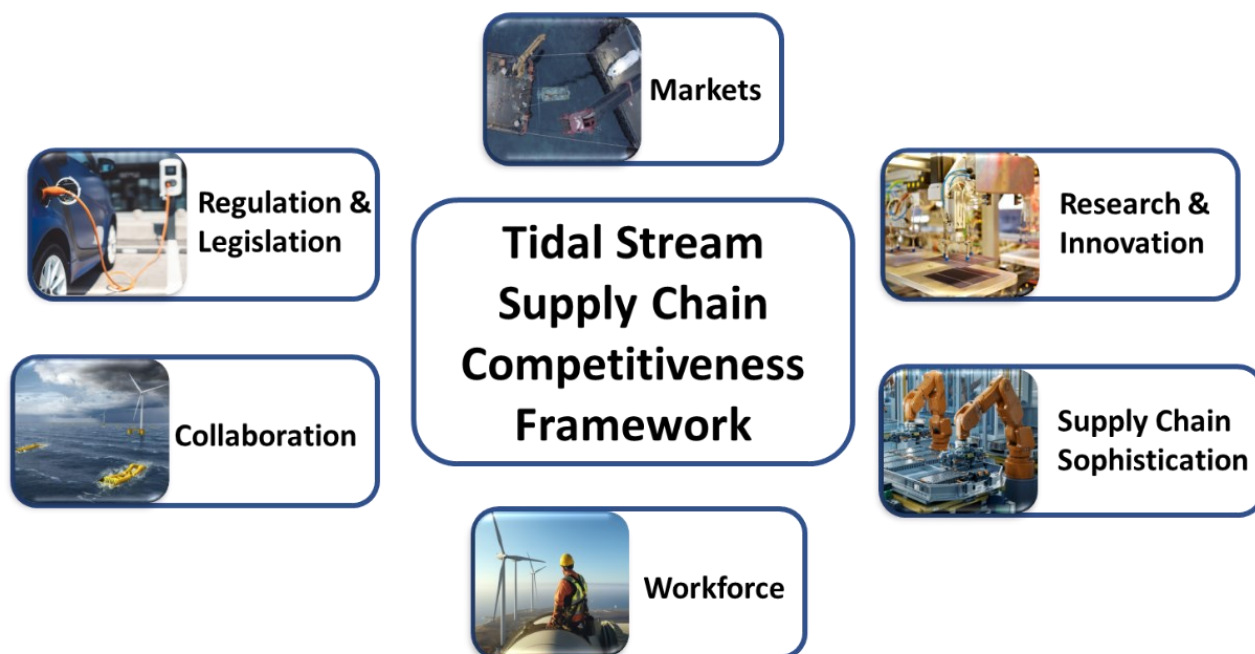 Markets
Regulation &
Legislation
Research &
Innovation
Tidal Stream
Supply Chain
Competitiveness
Framework
Collaboration
Supply Chain
Sophistication
Workforce